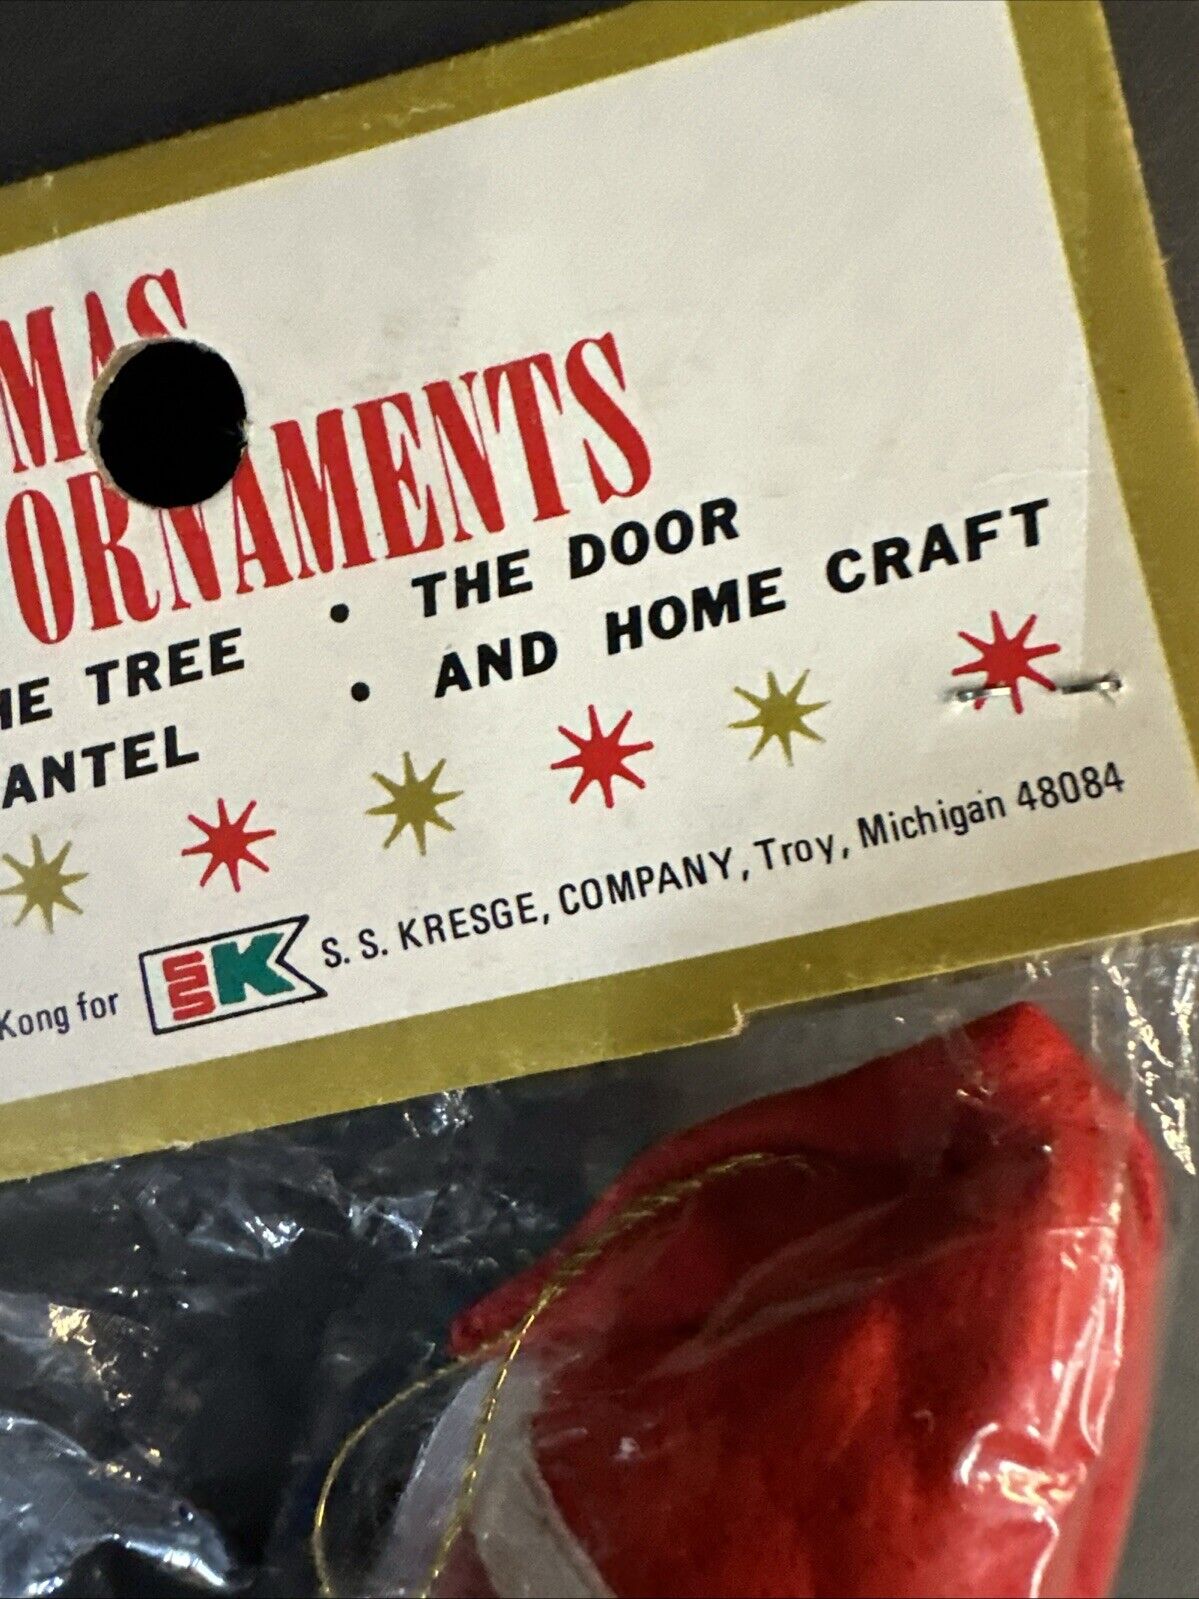 MAS
ORNAMENTS
HE TREE • THE DOOR
ANTEL • AND HOME CRAFT
Kong for SSK S. S. KRESGE, COMPANY, Troy, Michigan 48084